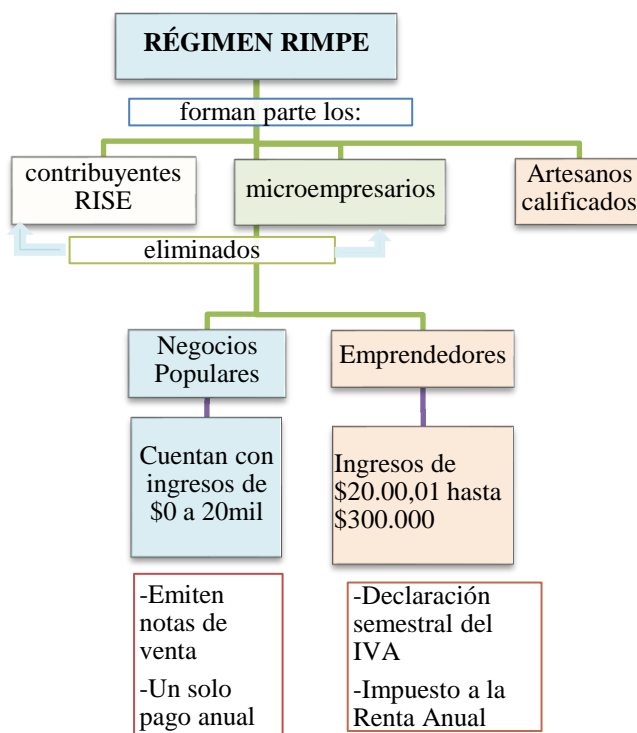 RÉGIMEN RIMPE
forman parte los:
contribuyentes
RISE
microempresarios
Artesanos
calificados
eliminados
Negocios
Populares
Emprendedores
Cuentan con
ingresos de
$0 a 20mil
Ingresos de
$20.00,01 hasta
$300.000
-Emiten
notas de
venta
-Un solo
pago anual
-Declaración
semestral del
IVA
-Impuesto a la
Renta Anual